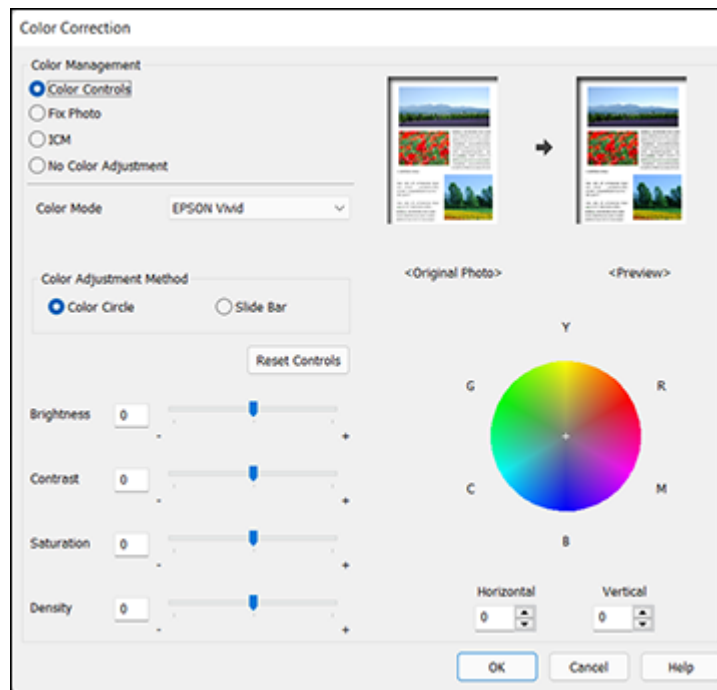 Color Correction
Color Management
Color Controls
Fix Photo
ICM
No Color Adjustment
Color Mode
EPSON Vivid
<Original Photo>
<Preview>
Color Adjustment Method
Color Circle
Slide Bar
Reset Controls
Brightness
0
-
+
Contrast
0
-
+
Saturation
0
-
+
Density
0
-
+
Y
G
R
C
M
B
Horizontal
Vertical
0
0
OK
Cancel
Help